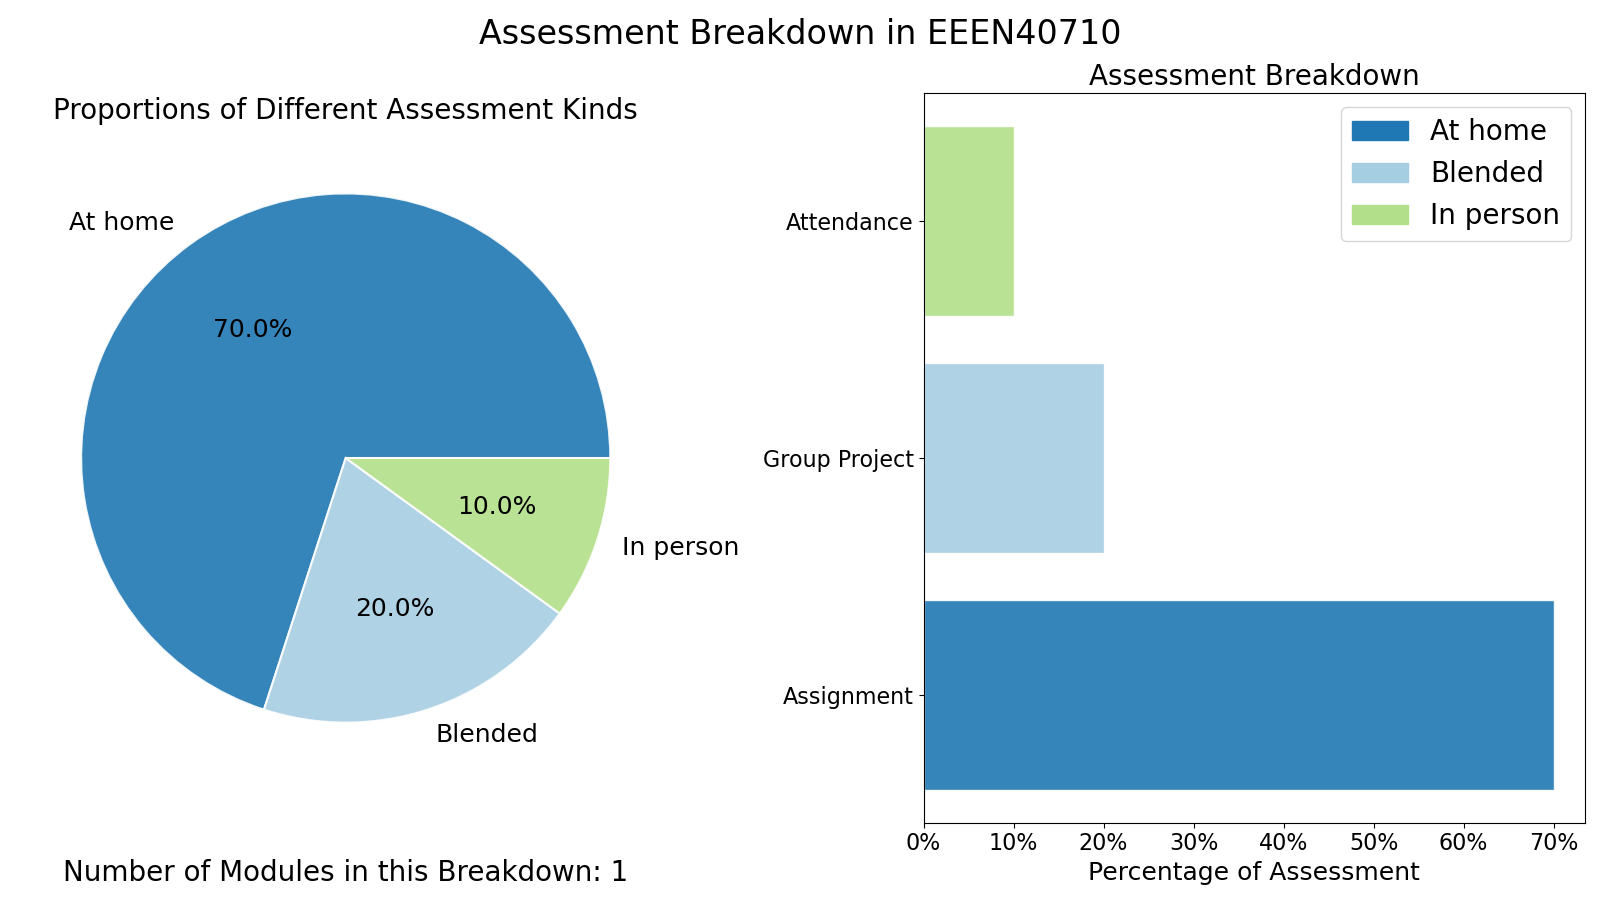 Assessment Breakdown in EEEN40710
Proportions of Different Assessment Kinds
At home
70.0%
10.0%
In person
20.0%
Blended
Number of Modules in this Breakdown: 1
Assessment Breakdown
At home
Blended
In person
Attendance
Group Project
Assignment
0% 10% 20% 30% 40% 50% 60% 70%
Percentage of Assessment